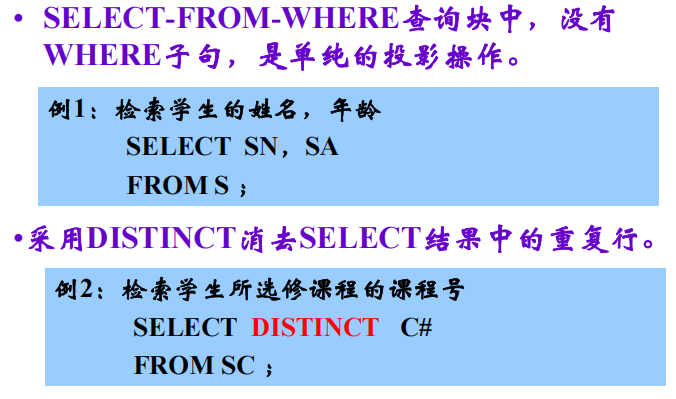 • SELECT-FROM-WHERE查询块中，没有
WHERE子句，是单纯的投影操作。
例1：检索学生的姓名，年龄
SELECT SN，SA
FROM S；
•采用DISTINCT消去SELECT结果中的重复行。
例2：检索学生所选修课程的课程号
SELECT DISTINCT C#
FROM SC；